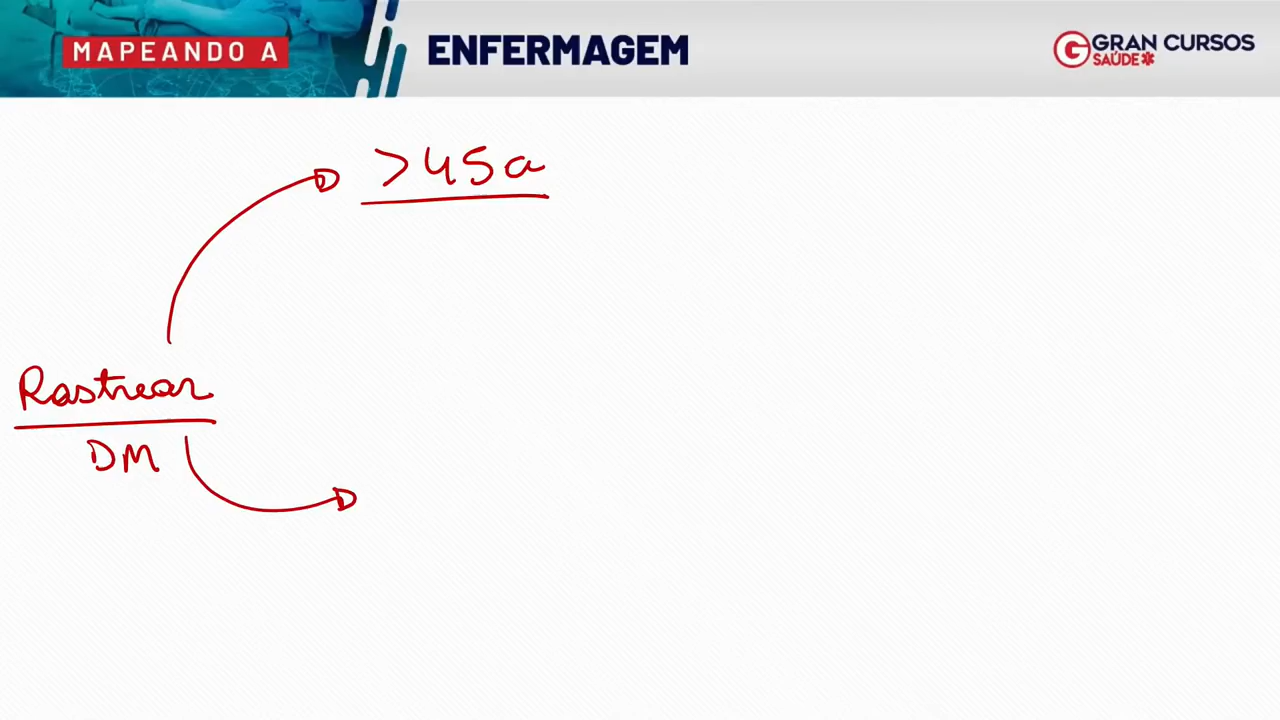 MAPEANDO A
ENFERMAGEM
GRAN CURSOS
SAÚDE
>45a
Rastrear
DM